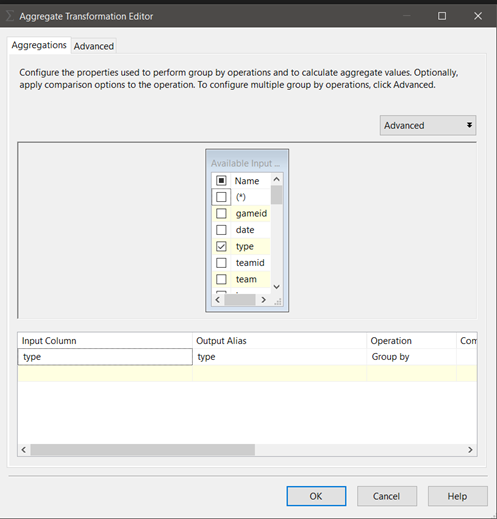 Aggregate Transformation Editor
Aggregations Advanced
Configure the properties used to perform group by operations and to calculate aggregate values. Optionally,
apply comparison options to the operation. To configure multiple group by operations, click Advanced.
Advanced
Available Input ...
Name
(*)
gameid
date
type
teamid
team
Input Column Output Alias Operation Com
type type Group by
OK Cancel Help